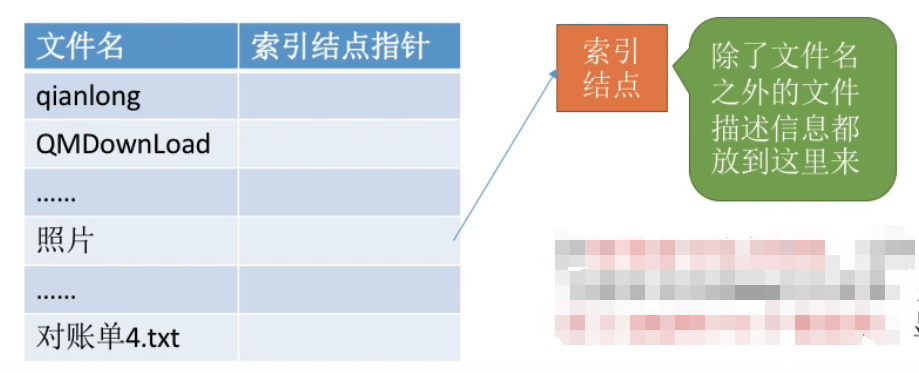 文件名 索引结点指针
qianlong
QMDownLoad
……
照片
……
对账单4.txt
索引
结点
除了文件名
之外的文件
描述信息都
放到这里来